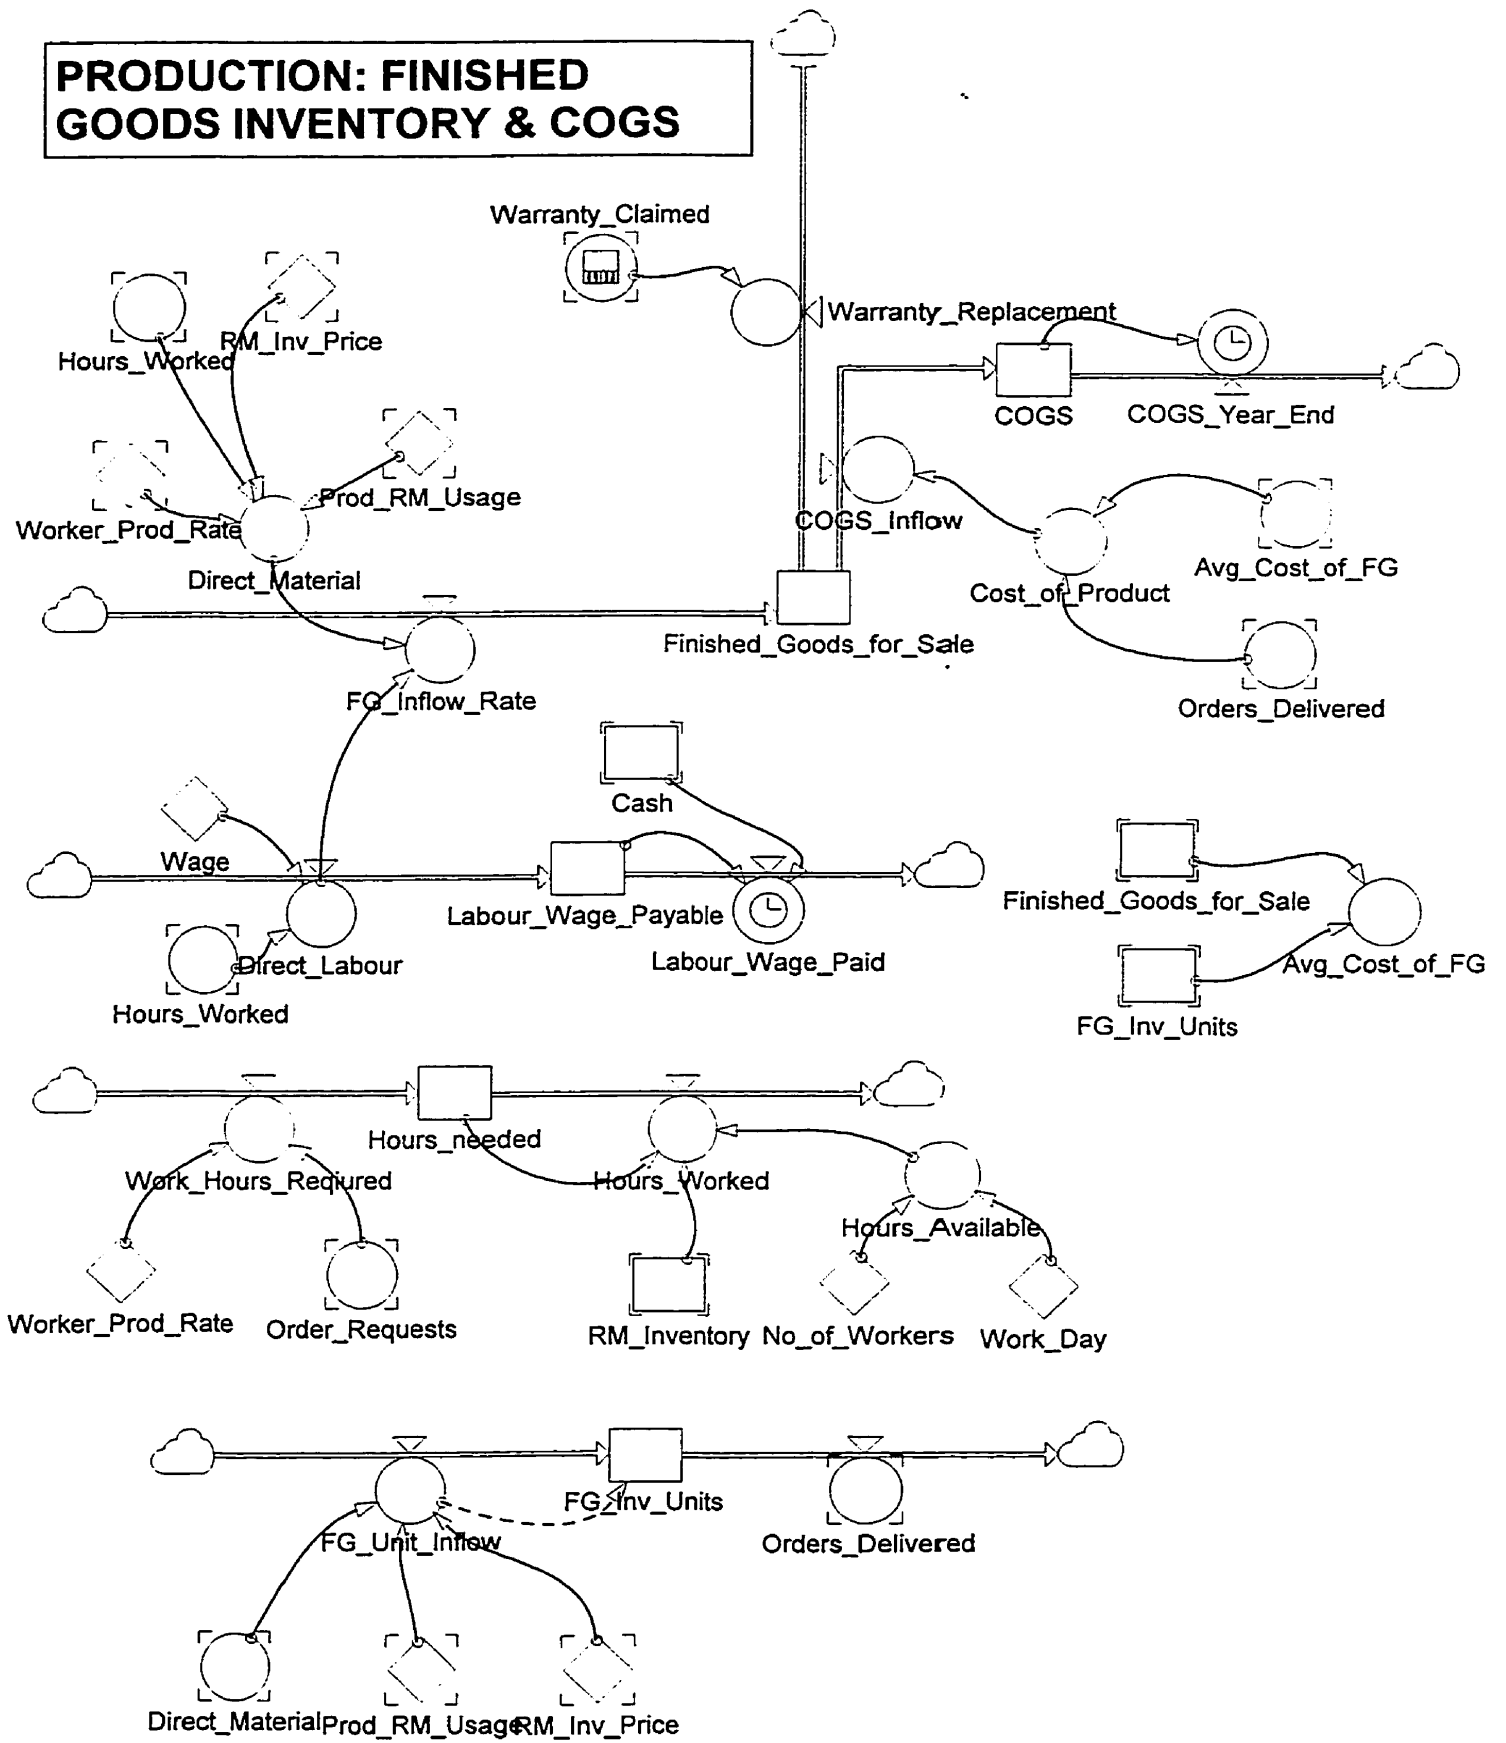 PRODUCTION: FINISHED
GOODS INVENTORY & COGS
Warranty_Claimed
Warranty_Replacement
RM_Inv_Price
Hours_Worked
COGS
COGS_Year_End
Prod_RM_Usage
Worker_Prod_Rate
COGS_Inflow
Avg_Cost_of_FG
Direct_Material
Cost_of_Product
Finished_Goods_for_Sale
FG_Inflow_Rate
Orders_Delivered
Cash
Wage
Finished_Goods_for_Sale
Labour_Wage_Payable
Direct_Labour
Labour_Wage_Paid
Avg_Cost_of_FG
Hours_Worked
FG_Inv_Units
Hours_needed
Work_Hours_Reqiured
Hours_Worked
Hours_Available
Worker_Prod_Rate
Order_Requests
RM_Inventory
No_of_Workers
Work_Day
FG_Inv_Units
FG_Unit_Inflow
Orders_Delivered
Direct_Material
Prod_RM_Usage
RM_Inv_Price